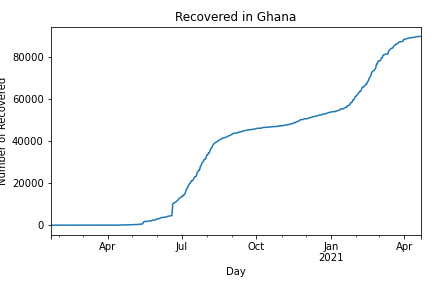 Recovered in Ghana
Number of Recovered
80000
60000
40000
20000
0
Apr
Jul
Oct
Jan
2021
Apr
Day